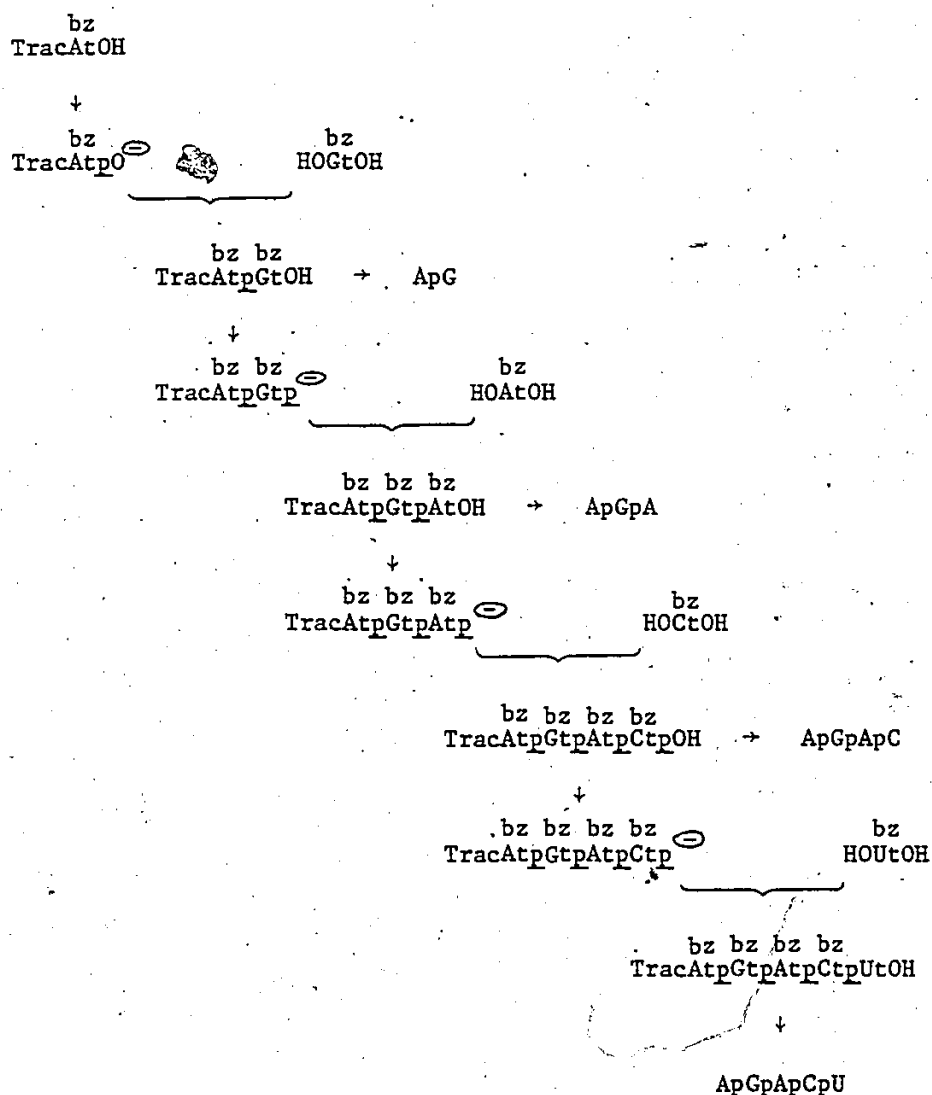 bz
TracAtOH
↓
bz
TracAtpO⊖
bz
HOGtOH
bz bz
TracAtpGtOH → ApG
↓
bz bz
TracAtpGtp⊖
bz
HOAtOH
bz bz bz
TracAtpGtpAtOH → ApGpA
↓
bz bz bz
TracAtpGtpAtp⊖
bz
HOCtOH
bz bz bz bz
TracAtpGtpAtpCtpOH → ApGpApC
↓
bz bz bz bz
TracAtpGtpAtpCtp⊖
bz
HOUtOH
bz bz bz bz
TracAtpGtpAtpCtpUtOH
↓
ApGpApCpU